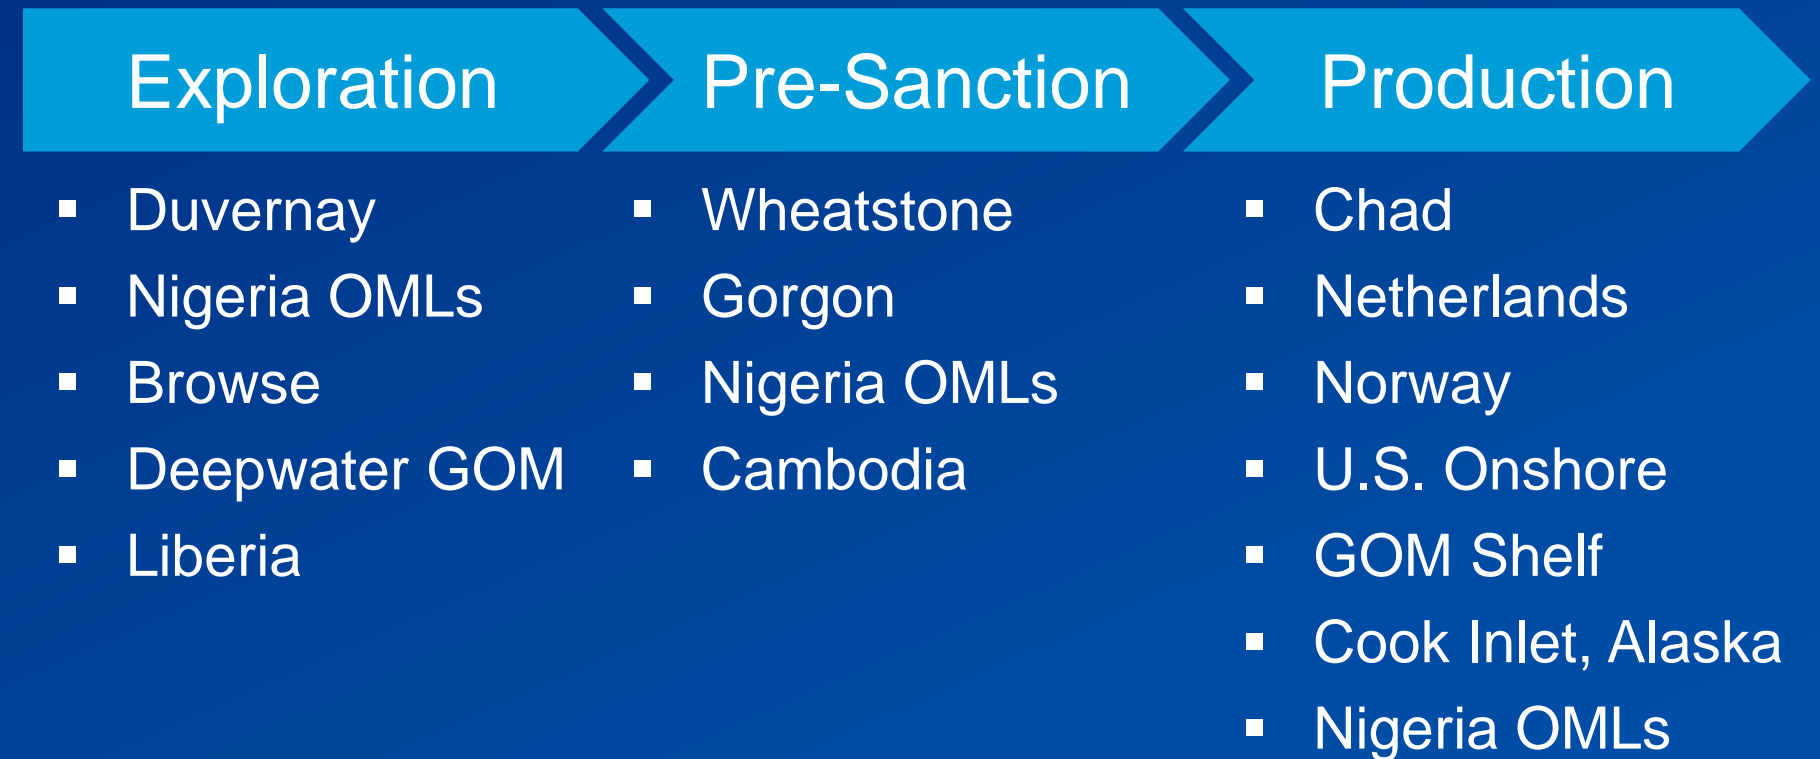 Exploration
Pre-Sanction
Production
Duvernay
Nigeria OMLs
Browse
Deepwater GOM
Liberia
Wheatstone
Gorgon
Nigeria OMLs
Cambodia
Chad
Netherlands
Norway
U.S. Onshore
GOM Shelf
Cook Inlet, Alaska
Nigeria OMLs